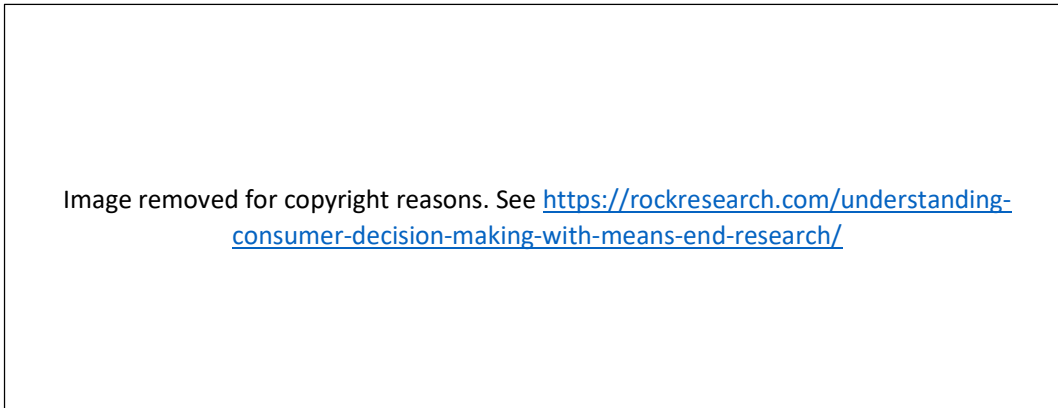 Image removed for copyright reasons. See https://rockresearch.com/understanding-
consumer-decision-making-with-means-end-research/